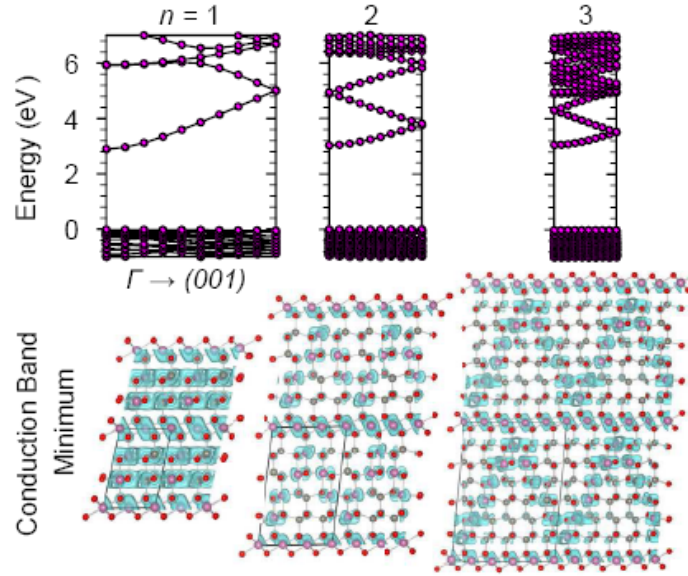 n = 1
2
3
Energy (eV)
6
4
2
0
Γ → (001)
Conduction Band
Minimum